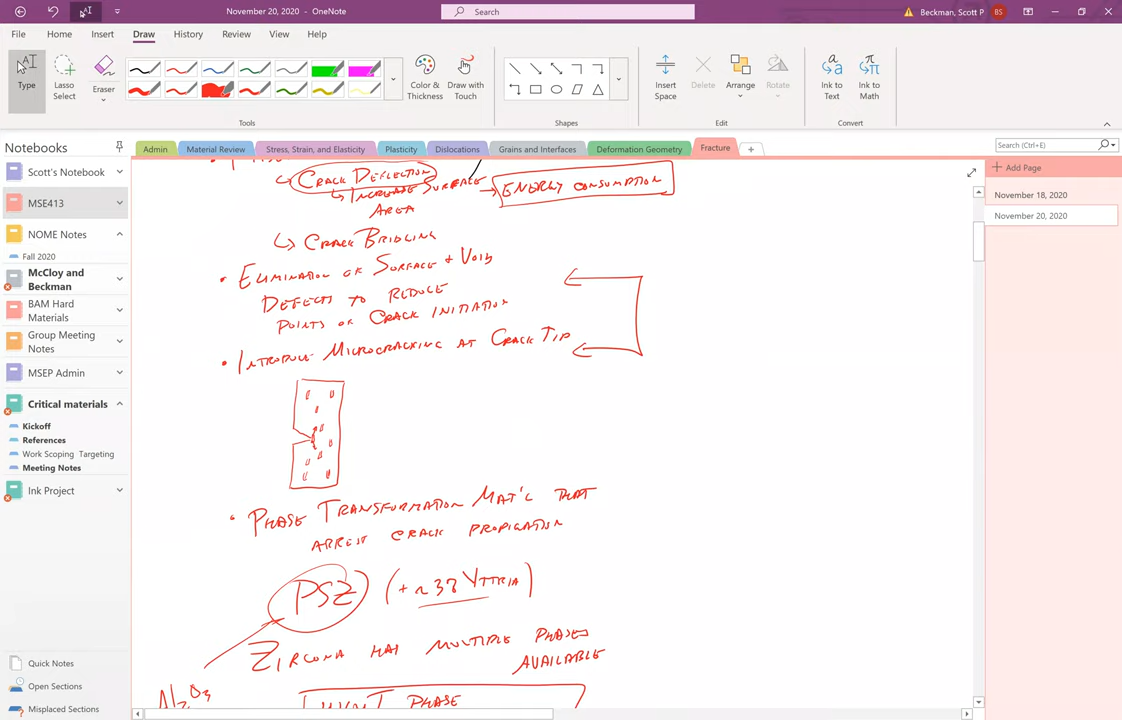 November 20, 2020 - OneNote
Search
Beckman, Scott P
BS
File Home Insert Draw History Review View Help
Type
Lasso Select
Eraser
Color & Thickness
Draw with Touch
Insert Space
Delete
Arrange
Rotate
Ink to Text
Ink to Math
Tools
Shapes
Edit
Convert
Notebooks
Admin Material Review Stress, Strain, and Elasticity Plasticity Dislocations Grains and Interfaces Deformation Geometry Fracture
Search (Ctrl+E)
Scott's Notebook
MSE413
NOME Notes
Fall 2020
McCloy and Beckman
BAM Hard Materials
Group Meeting Notes
MSEP Admin
Critical materials
Kickoff
References
Work Scoping Targeting
Meeting Notes
Ink Project
Quick Notes
Open Sections
Misplaced Sections
Add Page
November 18, 2020
November 20, 2020
CRACK DEFLECTION
INCREASE SURFACE AREA
ENERGY CONSUMPTION
CRACK BRIDGING
• ELIMINATION OF SURFACE + VOID
DEFECTS TO REDUCE
POINTS OF CRACK INITIATION
• INTRODUCE MICROCRACKING AT CRACK TIP
• PHASE TRANSFORMATION MAT'L THAT
ARREST CRACK PROPIGATION
PSZ (+ ~3% YTTRIA)
ZIRCONIA HAS MULTIPLE PHASES
AVAILABLE
Al2O3
PHASE